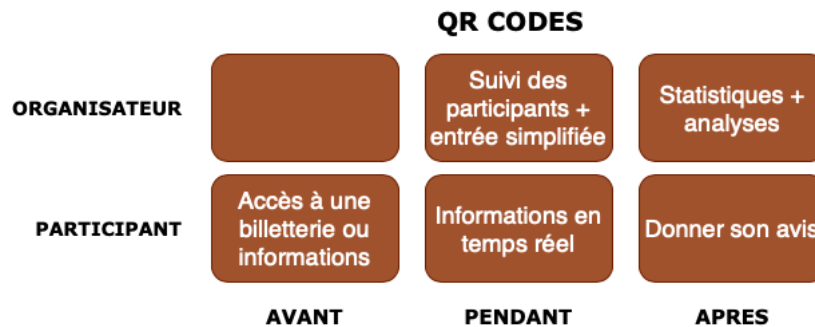 QR CODES
ORGANISATEUR
Suivi des
participants +
entrée simplifiée
Statistiques +
analyses
PARTICIPANT
Accès à une
billetterie ou
informations
Informations en
temps réel
Donner son avis
AVANT
PENDANT
APRES